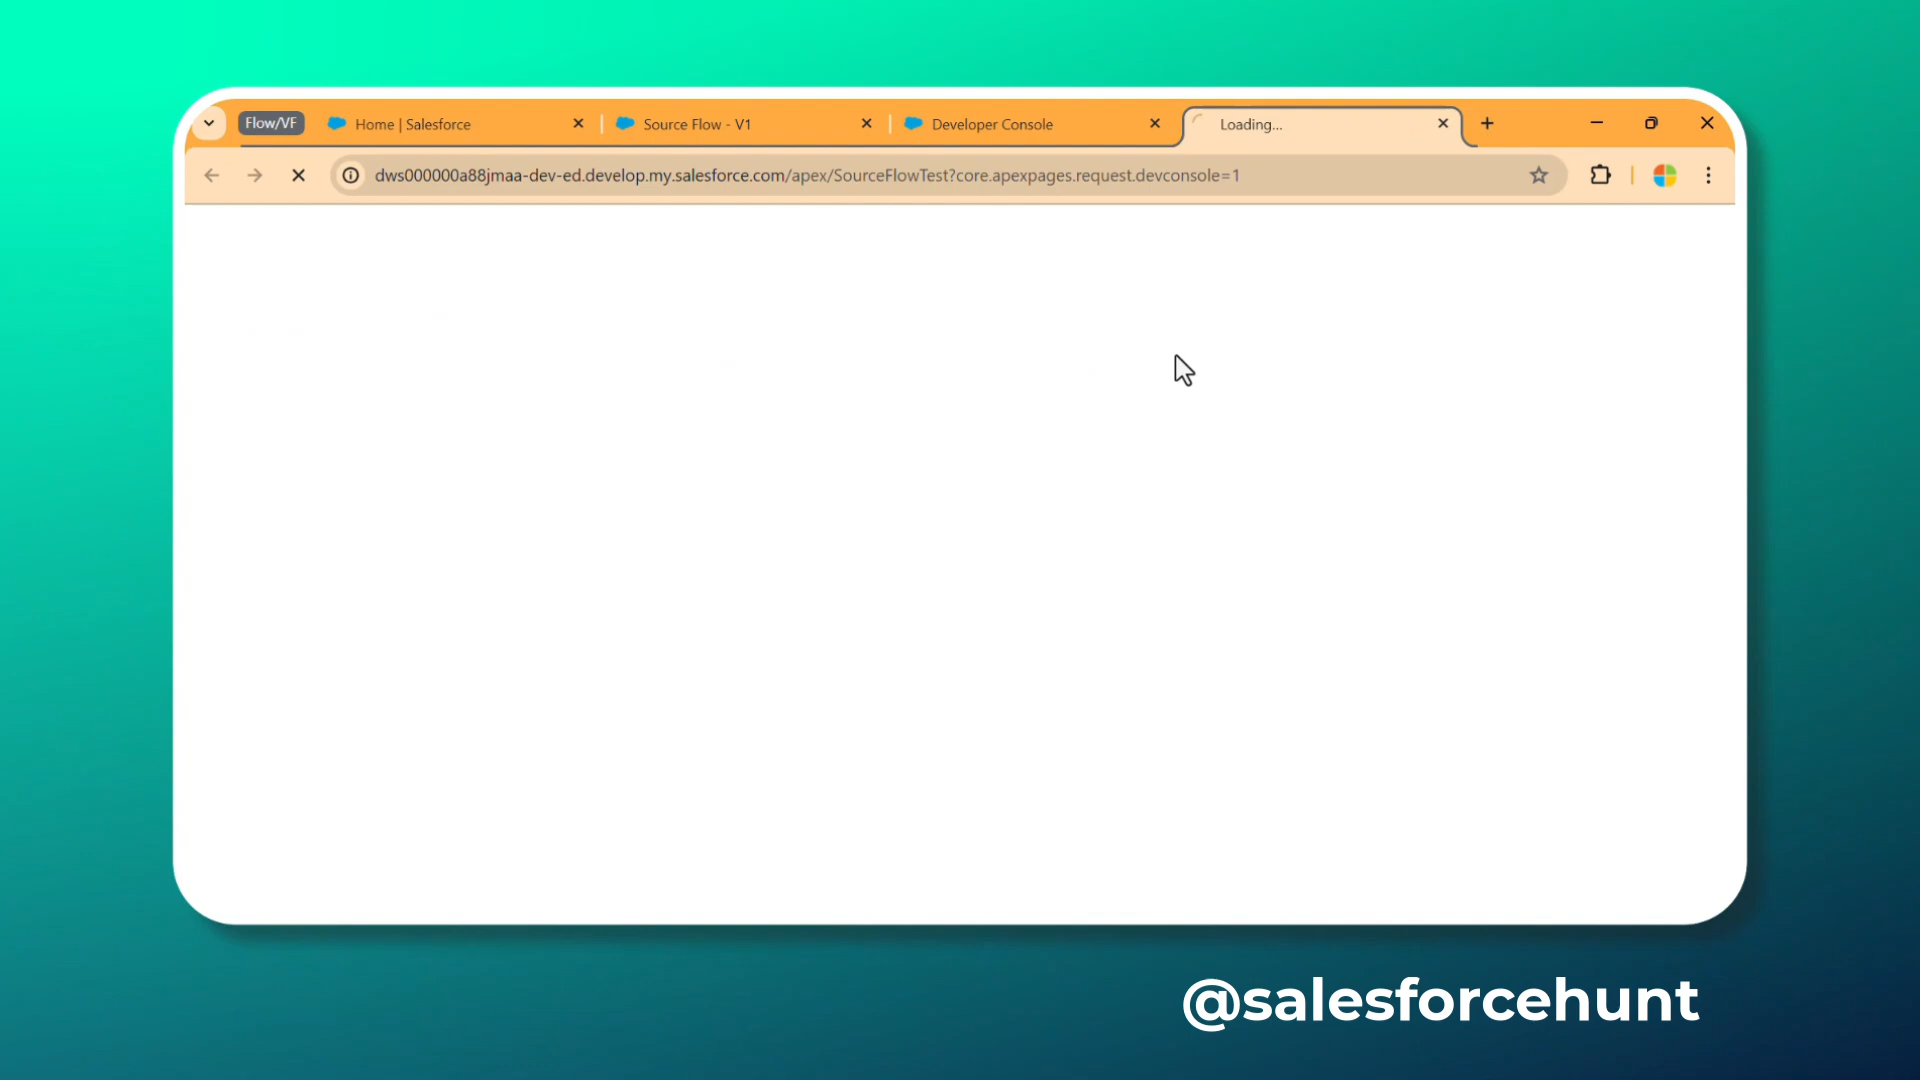 Flow/VF
Home | Salesforce
Source Flow - V1
Developer Console
Loading...
dws000000a88jmaa-dev-ed.develop.my.salesforce.com/apex/SourceFlowTest?core.apexpages.request.devconsole=1
@salesforcehunt